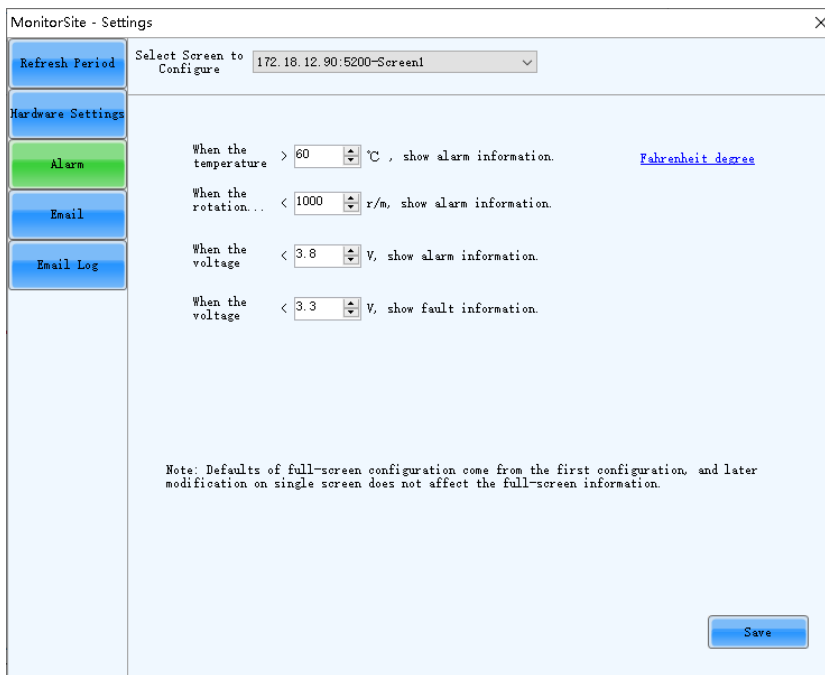 MonitorSite - Settings
Refresh Period
Hardware Settings
Alarm
Email
Email Log
Select Screen to
Configure
172.18.12.90:5200-Screen1
When the
temperature > 60 ℃ , show alarm information.
Fahrenheit degree
When the
rotation... < 1000 r/m, show alarm information.
When the
voltage < 3.8 V, show alarm information.
When the
voltage < 3.3 V, show fault information.
Note: Defaults of full-screen configuration come from the first configuration, and later
modification on single screen does not affect the full-screen information.
Save